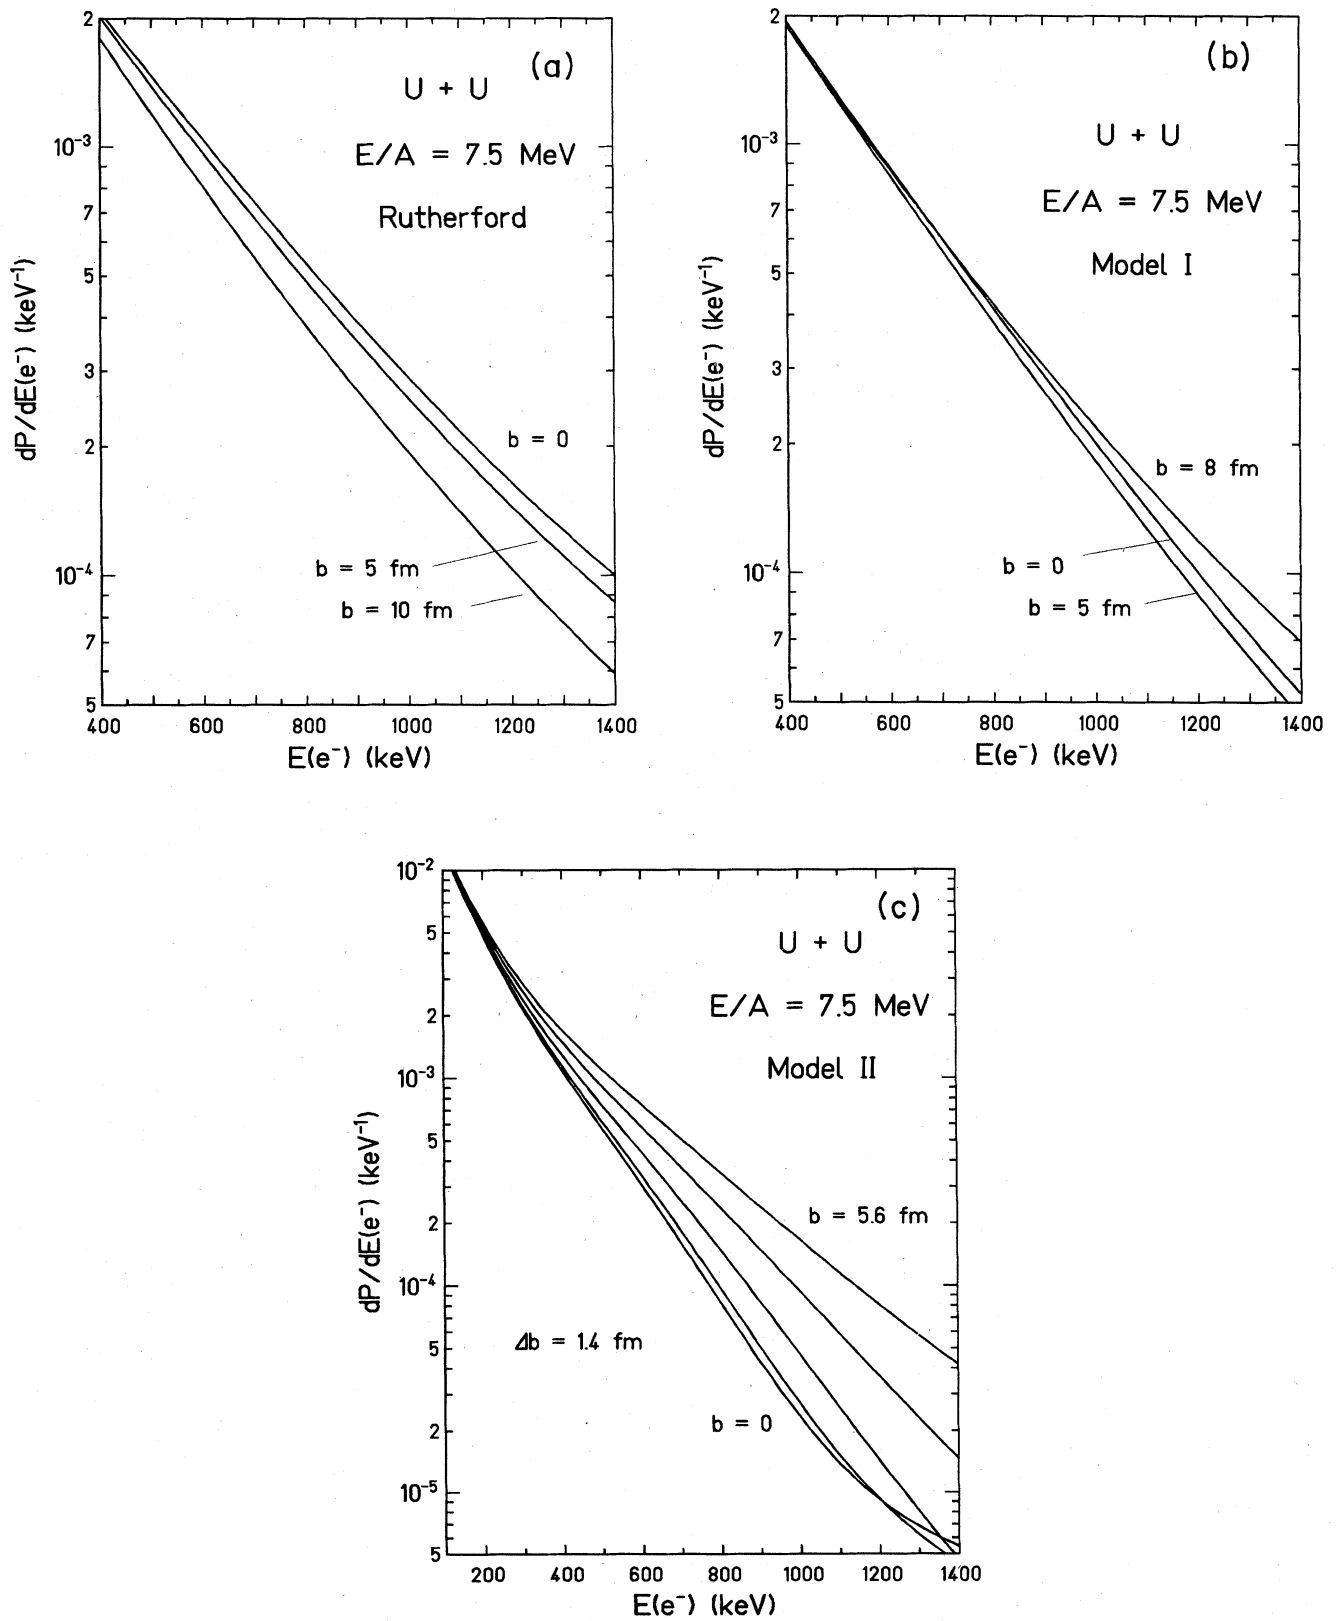 (a)
U + U
E/A = 7.5 MeV
Rutherford
b = 0
b = 5 fm
b = 10 fm
2
10⁻³
7
5
3
2
10⁻⁴
7
5
400 600 800 1000 1200 1400
dP/dE(e⁻) (keV⁻¹)
E(e⁻) (keV)
(b)
U + U
E/A = 7.5 MeV
Model I
b = 8 fm
b = 0
b = 5 fm
2
10⁻³
7
5
3
2
10⁻⁴
7
5
400 600 800 1000 1200 1400
dP/dE(e⁻) (keV⁻¹)
E(e⁻) (keV)
(c)
U + U
E/A = 7.5 MeV
Model II
b = 5.6 fm
Δb = 1.4 fm
b = 0
10⁻²
5
2
10⁻³
5
2
10⁻⁴
5
2
10⁻⁵
5
200 400 600 800 1000 1200 1400
dP/dE(e⁻) (keV⁻¹)
E(e⁻) (keV)